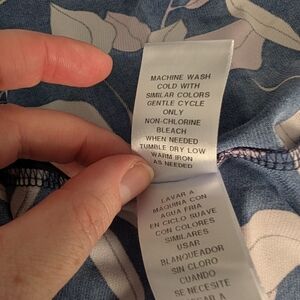 MACHINE WASH
COLD WITH
SIMILAR COLORS
GENTLE CYCLE
ONLY
NON-CHLORINE
BLEACH
WHEN NEEDED
TUMBLE DRY LOW
WARM IRON
AS NEEDED
LAVAR A
MAQUINA CON
AGUA FRIA
EN CICLO SUAVE
CON COLORES
SIMILARES
USAR
BLANQUEADOR
SIN CLORO
CUANDO
SE NECESITE